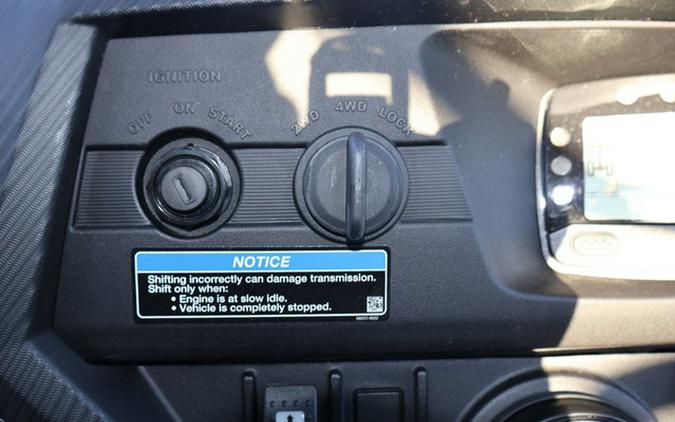 IGNITION
OFF ON START
2WD 4WD LOCK
NOTICE
Shifting incorrectly can damage transmission.
Shift only when:
• Engine is at slow idle.
• Vehicle is completely stopped.